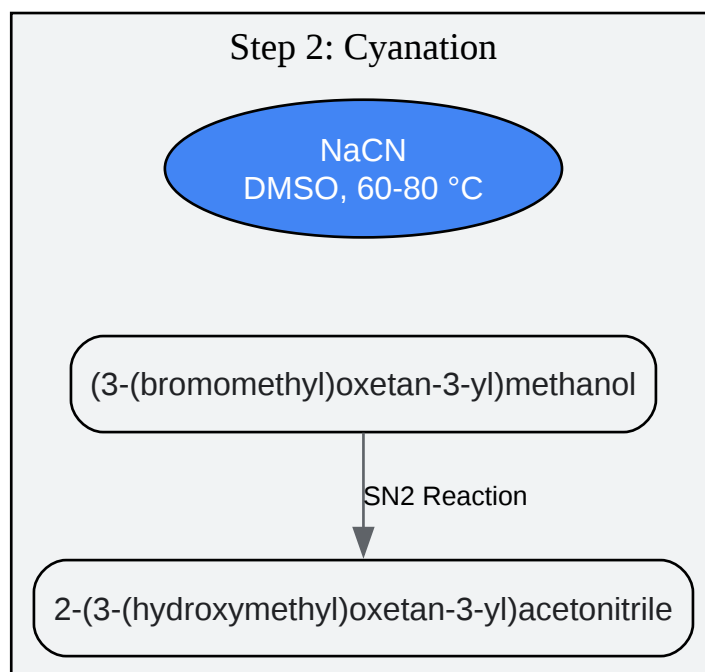 Step 2: Cyanation
NaCN
DMSO, 60-80 °C
(3-(bromomethyl)oxetan-3-yl)methanol
SN2 Reaction
2-(3-(hydroxymethyl)oxetan-3-yl)acetonitrile